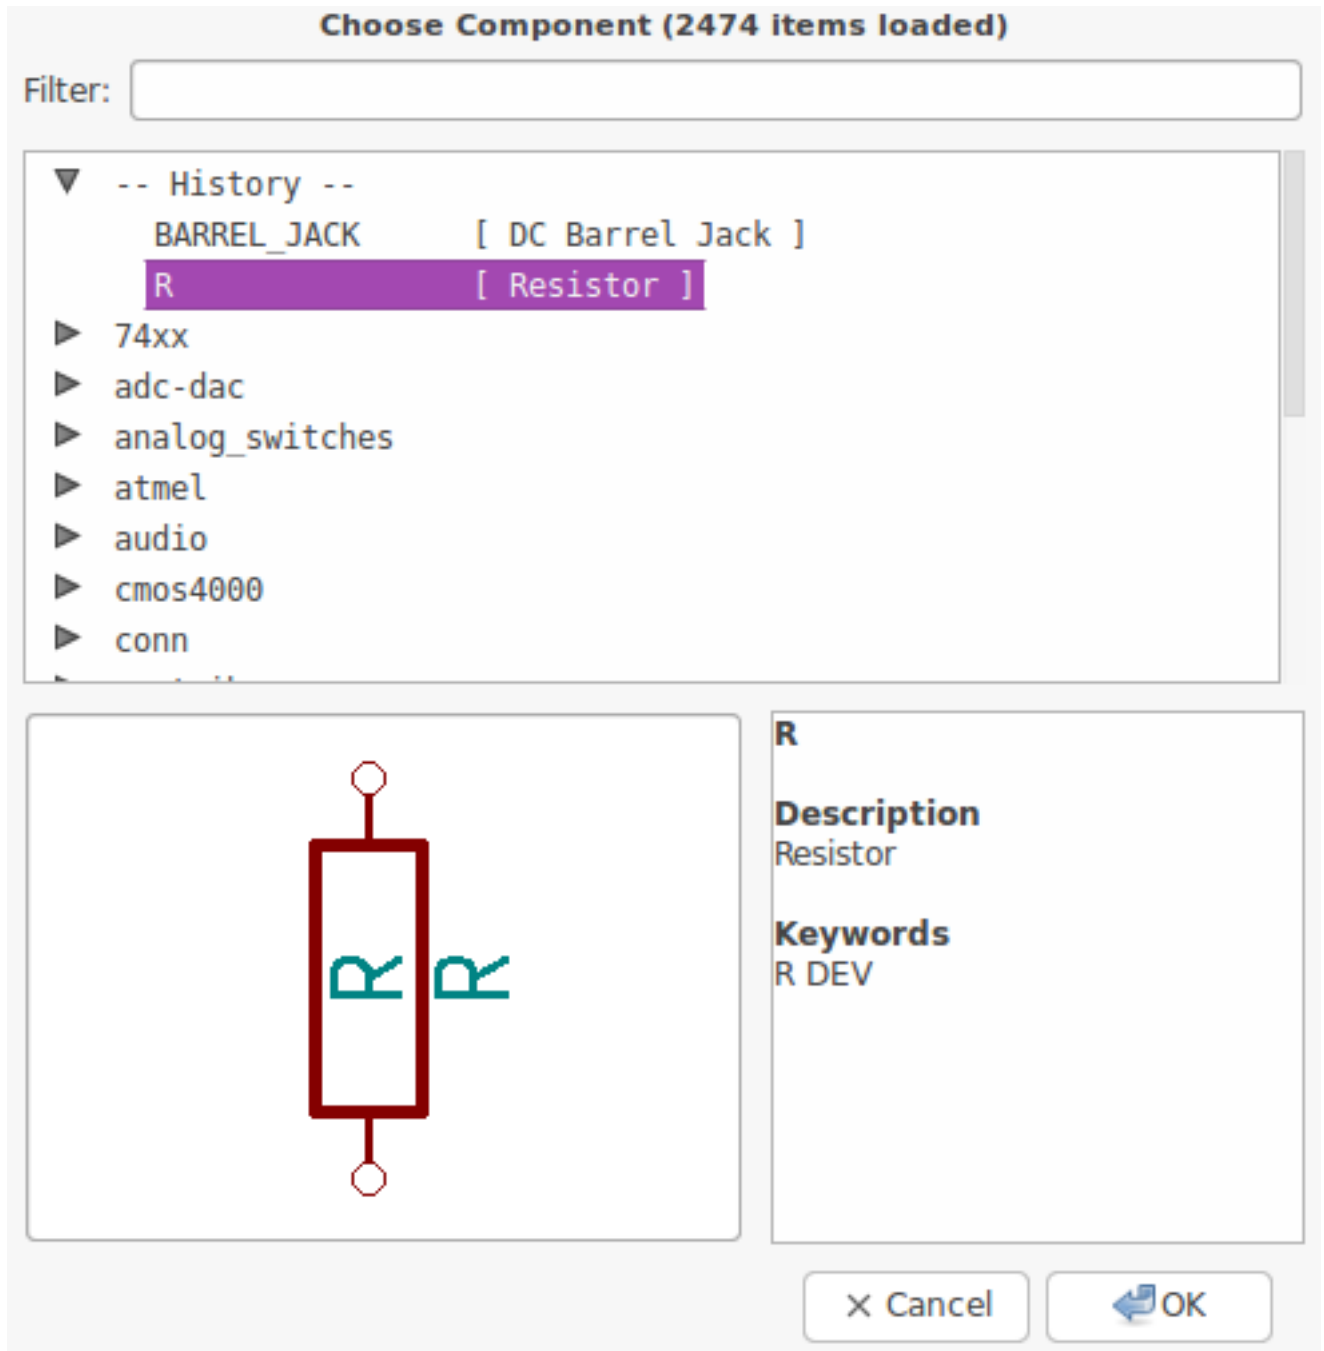 Choose Component (2474 items loaded)
Filter:
-- History --
BARREL_JACK [ DC Barrel Jack ]
R [ Resistor ]
74xx
adc-dac
analog_switches
atmel
audio
cmos4000
conn
R
Description
Resistor
Keywords
R DEV
R R
Cancel
OK